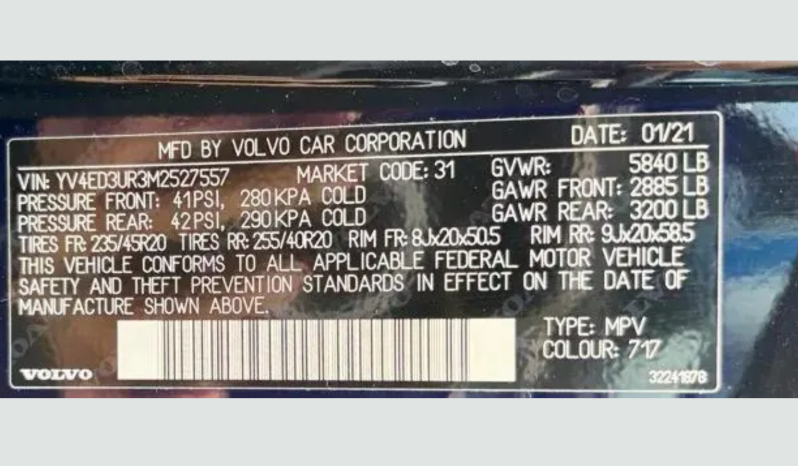 MFD BY VOLVO CAR CORPORATION DATE: 01/21
VIN: YV4ED3UR3M2527557 MARKET CODE: 31 GVWR: 5840 LB
PRESSURE FRONT: 41PSI, 280KPA COLD GAWR FRONT: 2885 LB
PRESSURE REAR: 42PSI, 290KPA COLD GAWR REAR: 3200 LB
TIRES FR: 235/45R20 TIRES RR: 255/40R20 RIM FR: 8Jx20x50.5 RIM RR: 9Jx20x58.5
THIS VEHICLE CONFORMS TO ALL APPLICABLE FEDERAL MOTOR VEHICLE
SAFETY AND THEFT PREVENTION STANDARDS IN EFFECT ON THE DATE OF
MANUFACTURE SHOWN ABOVE.
TYPE: MPV
COLOUR: 717
VOLVO 32241878